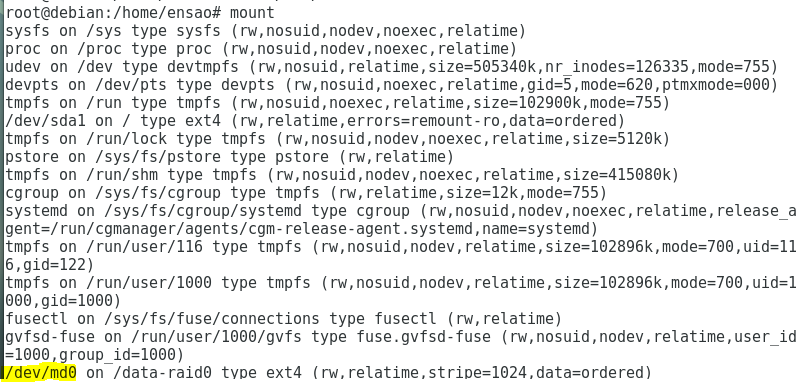 root@debian:/home/ensao# mount
sysfs on /sys type sysfs (rw,nosuid,nodev,noexec,relatime)
proc on /proc type proc (rw,nosuid,nodev,noexec,relatime)
udev on /dev type devtmpfs (rw,nosuid,relatime,size=505340k,nr_inodes=126335,mode=755)
devpts on /dev/pts type devpts (rw,nosuid,noexec,relatime,gid=5,mode=620,ptmxmode=000)
tmpfs on /run type tmpfs (rw,nosuid,noexec,relatime,size=102900k,mode=755)
/dev/sda1 on / type ext4 (rw,relatime,errors=remount-ro,data=ordered)
tmpfs on /run/lock type tmpfs (rw,nosuid,nodev,noexec,relatime,size=5120k)
pstore on /sys/fs/pstore type pstore (rw,relatime)
tmpfs on /run/shm type tmpfs (rw,nosuid,nodev,noexec,relatime,size=415080k)
cgroup on /sys/fs/cgroup type tmpfs (rw,relatime,size=12k,mode=755)
systemd on /sys/fs/cgroup/systemd type cgroup (rw,nosuid,nodev,noexec,relatime,release_a
gent=/run/cgmanager/agents/cgm-release-agent.systemd,name=systemd)
tmpfs on /run/user/116 type tmpfs (rw,nosuid,nodev,relatime,size=102896k,mode=700,uid=11
6,gid=122)
tmpfs on /run/user/1000 type tmpfs (rw,nosuid,nodev,relatime,size=102896k,mode=700,uid=1
000,gid=1000)
fusectl on /sys/fs/fuse/connections type fusectl (rw,relatime)
gvfsd-fuse on /run/user/1000/gvfs type fuse.gvfsd-fuse (rw,nosuid,nodev,relatime,user_id
=1000,group_id=1000)
/dev/md0 on /data-raid0 type ext4 (rw,relatime,stripe=1024,data=ordered)